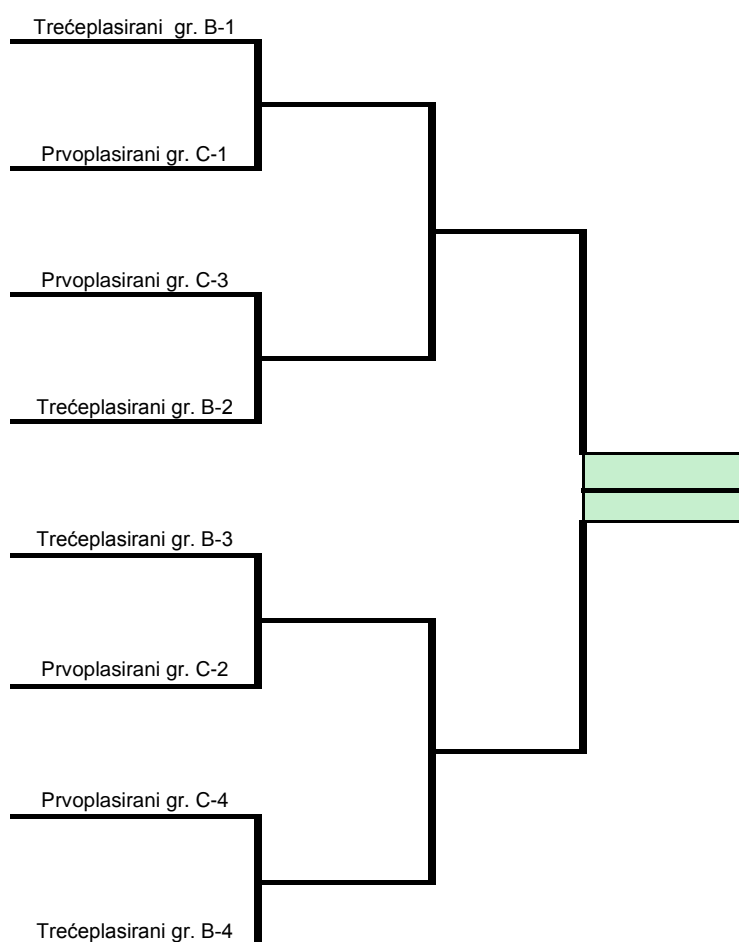 Trećeplasirani  gr. B-1
Prvoplasirani gr. C-1
Prvoplasirani gr. C-3
Trećeplasirani gr. B-2
Trećeplasirani gr. B-3
Prvoplasirani gr. C-2
Prvoplasirani gr. C-4
Trećeplasirani gr. B-4